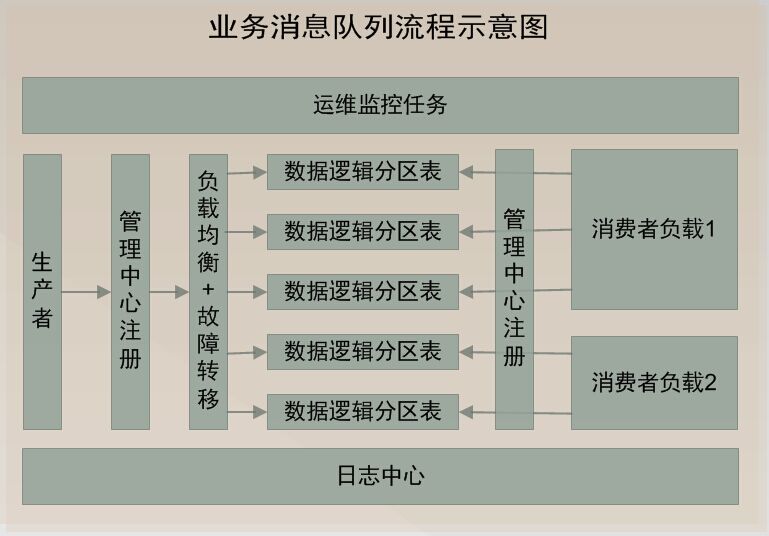 业务消息队列流程示意图
运维监控任务
生产者
管理中心注册
负载均衡+故障转移
数据逻辑分区表
数据逻辑分区表
数据逻辑分区表
数据逻辑分区表
数据逻辑分区表
管理中心注册
消费者负载1
消费者负载2
日志中心